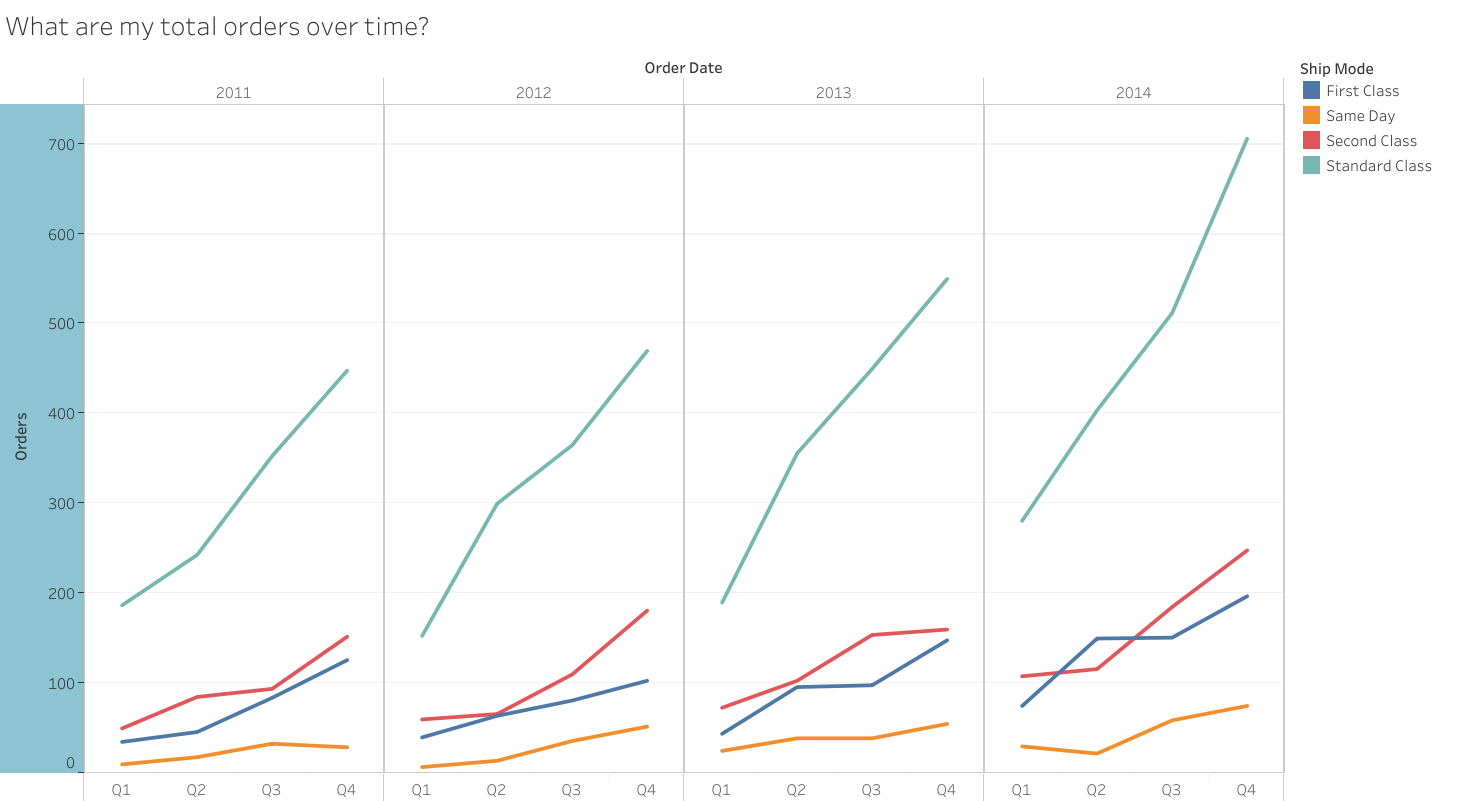 What are my total orders over time?
Order Date
2011 2012 2013 2014
Ship Mode
First Class
Same Day
Second Class
Standard Class
Orders
700
600
500
400
300
200
100
0
Q1 Q2 Q3 Q4 Q1 Q2 Q3 Q4 Q1 Q2 Q3 Q4 Q1 Q2 Q3 Q4